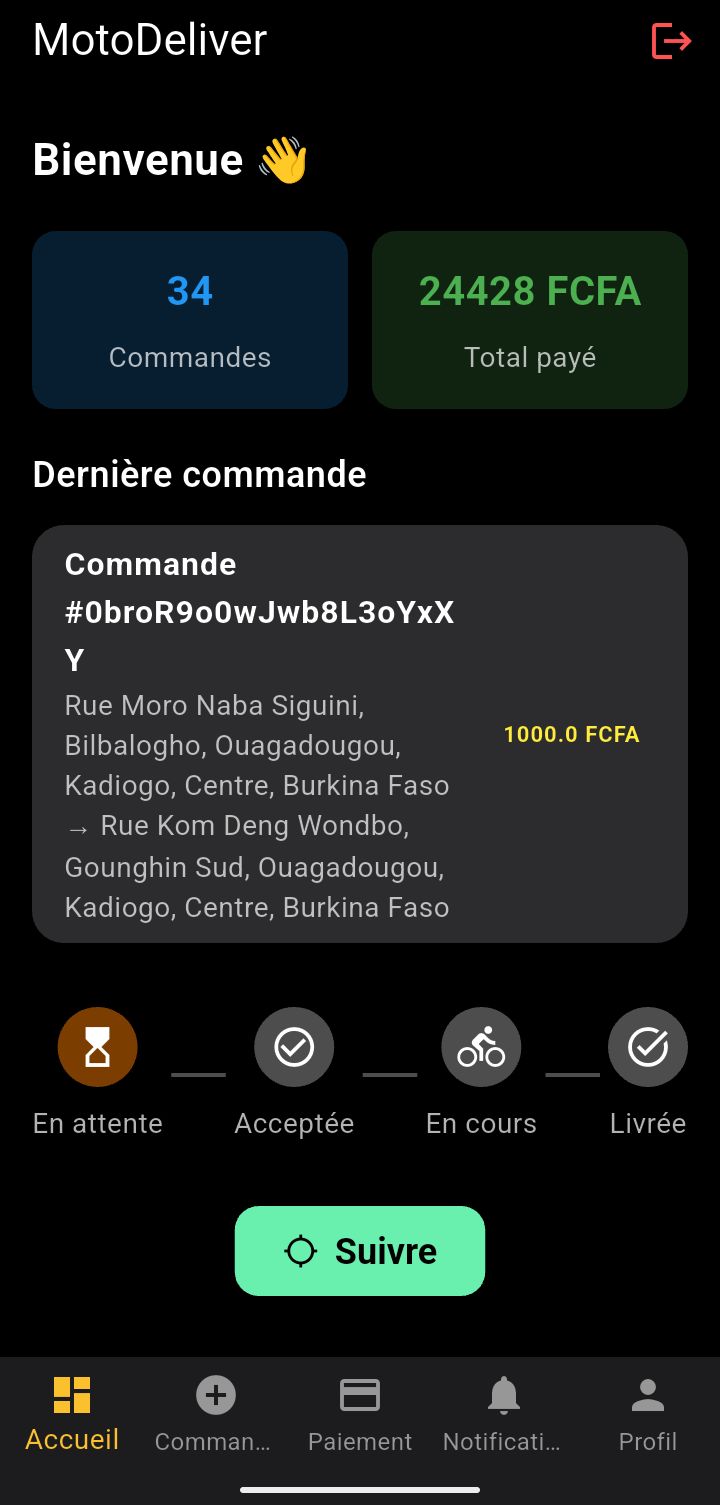 MotoDeliver
Bienvenue 👋
34
Commandes
24428 FCFA
Total payé
Dernière commande
Commande
#0broR9o0wJwb8L3oYxX
Y
Rue Moro Naba Siguini,
Bilbalogho, Ouagadougou,
Kadiogo, Centre, Burkina Faso
→ Rue Kom Deng Wondbo,
Gounghin Sud, Ouagadougou,
Kadiogo, Centre, Burkina Faso
1000.0 FCFA
En attente
Acceptée
En cours
Livrée
Suivre
Accueil
Comman...
Paiement
Notificati...
Profil